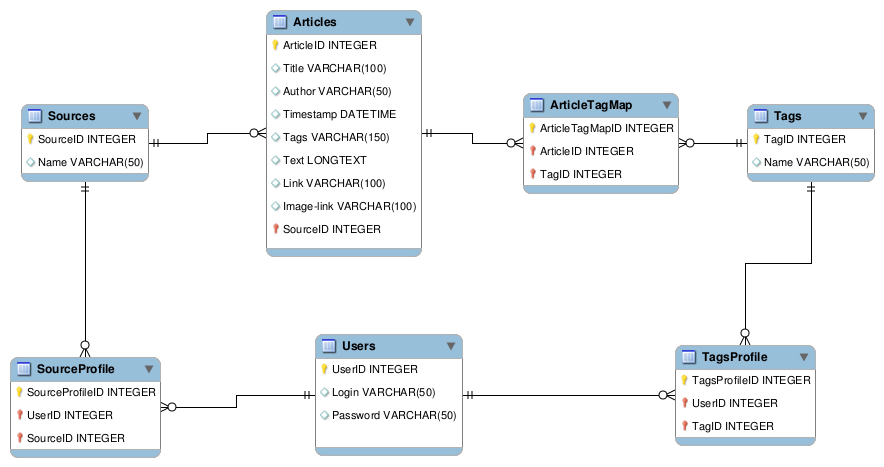 Articles
ArticleID INTEGER
Title VARCHAR(100)
Author VARCHAR(50)
Timestamp DATETIME
Tags VARCHAR(150)
Text LONGTEXT
Link VARCHAR(100)
Image-link VARCHAR(100)
SourceID INTEGER
Sources
SourceID INTEGER
Name VARCHAR(50)
ArticleTagMap
ArticleTagMapID INTEGER
ArticleID INTEGER
TagID INTEGER
Tags
TagID INTEGER
Name VARCHAR(50)
SourceProfile
SourceProfileID INTEGER
UserID INTEGER
SourceID INTEGER
Users
UserID INTEGER
Login VARCHAR(50)
Password VARCHAR(50)
TagsProfile
TagsProfileID INTEGER
UserID INTEGER
TagID INTEGER